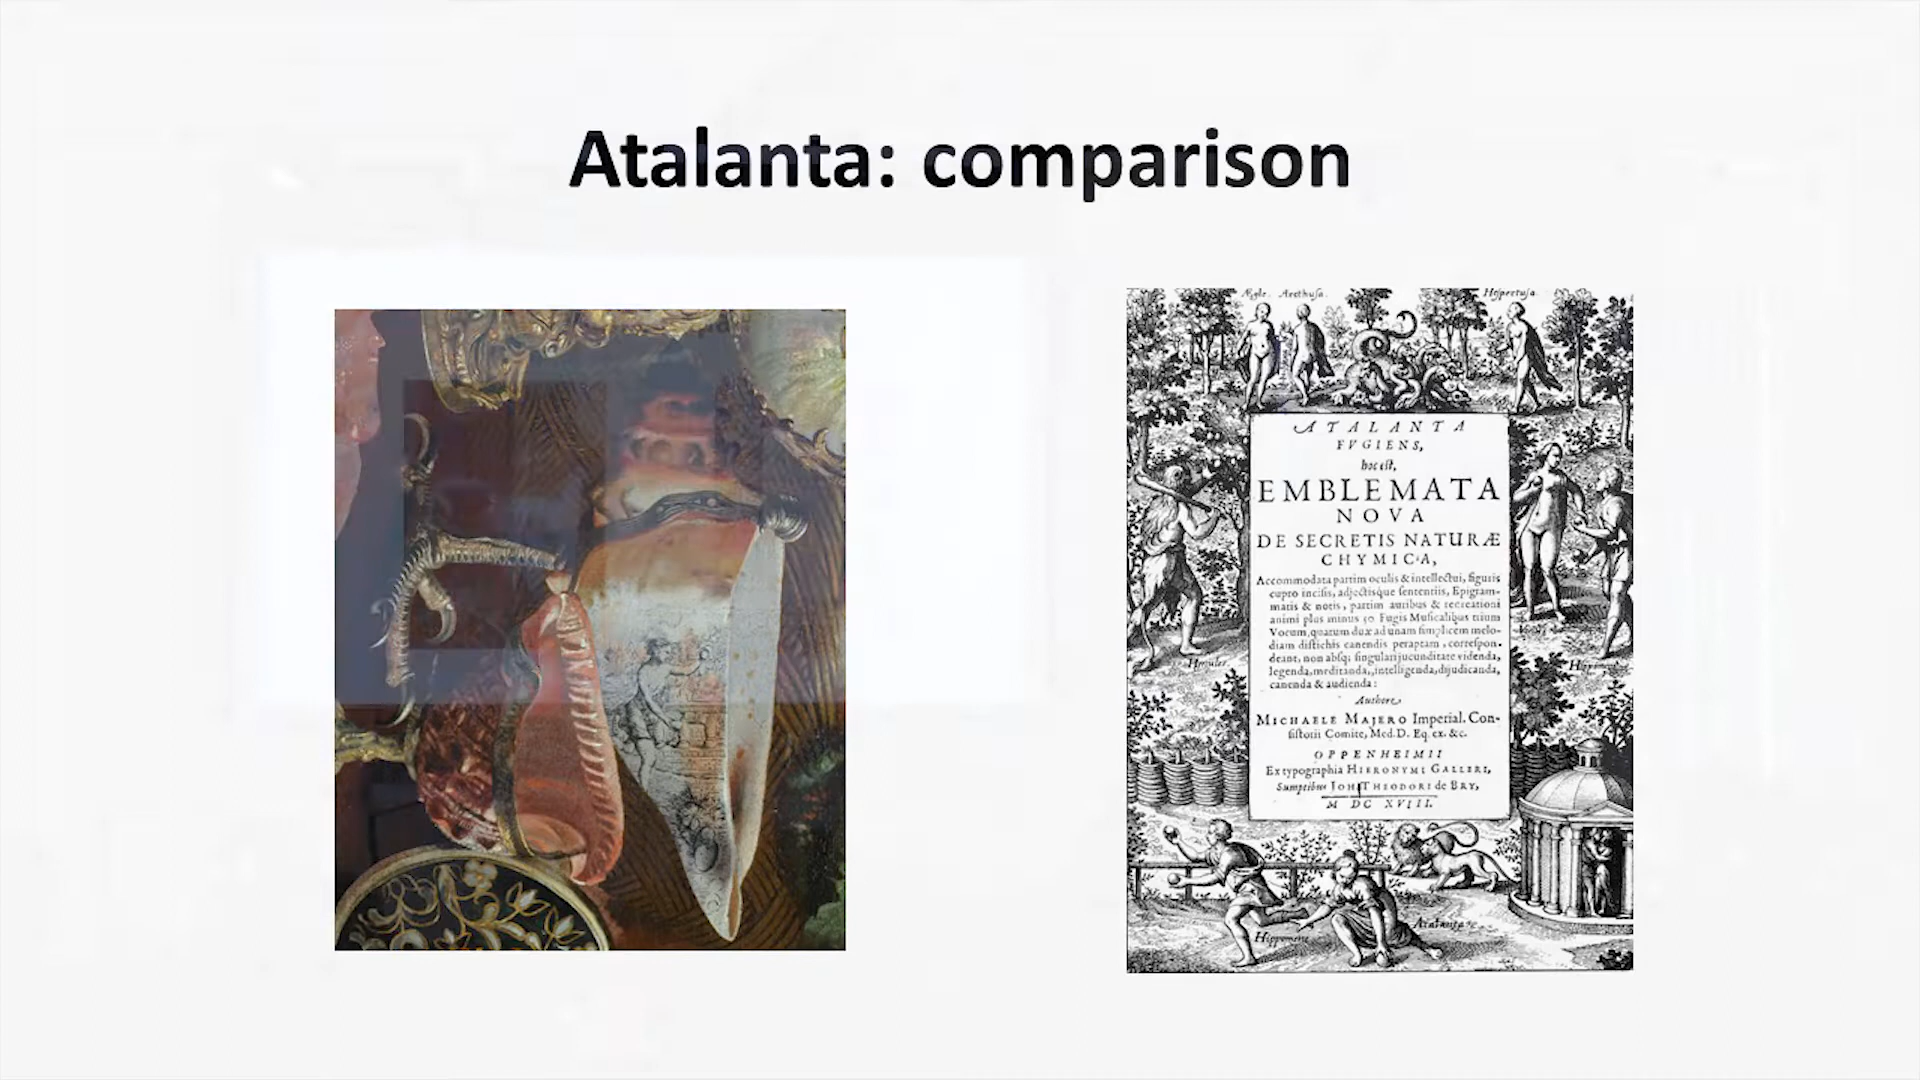 Atalanta: comparison
Ægle. Arethusa. Hespertusa.
ATALANTA
FVGIENS,
hoc est,
EMBLEMATA
NOVA
DE SECRETIS NATURÆ
CHYMICA,
Accommodata partim oculis & intellectui, figuris
cupro incisis, adjectisque sententiis, Epigram-
matis & notis, partim auribus & recreationi
animi plus minus 50 Fugis Musicalibus trium
Vocum, quarum duæ ad unam simplicem melo-
diam distichis canendis peraptam, correspon-
deant, non absq; singulari jucunditate videnda,
legenda, meditanda, intelligenda, dijudicanda,
canenda & audienda:
Hercules
Authore
MICHAELE MAJERO Imperial. Con-
sistorii Comite, Med. D. Eq. ex. &c.
OPPENHEIMII
Ex typographia HIERONYMI GALLERI,
Sumptibus JOH. THEODORI de BRY,
M DC XVIII.
Hippomene
Atalanta